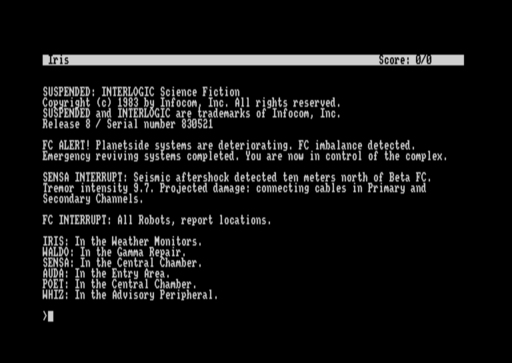 Iris Score: 0/0
SUSPENDED: INTERLOGIC Science Fiction
Copyright (c) 1983 by Infocom, Inc. All rights reserved.
SUSPENDED and INTERLOGIC are trademarks of Infocom, Inc.
Release 8 / Serial number 830521
FC ALERT! Planetside systems are deteriorating. FC imbalance detected.
Emergency reviving systems completed. You are now in control of the complex.
SENSA INTERRUPT: Seismic aftershock detected ten meters north of Beta FC.
Tremor intensity 9.7. Projected damage: connecting cables in Primary and
Secondary Channels.
FC INTERRUPT: All Robots, report locations.
IRIS: In the Weather Monitors.
WALDO: In the Gamma Repair.
SENSA: In the Central Chamber.
AUDA: In the Entry Area.
POET: In the Central Chamber.
WHIZ: In the Advisory Peripheral.
>